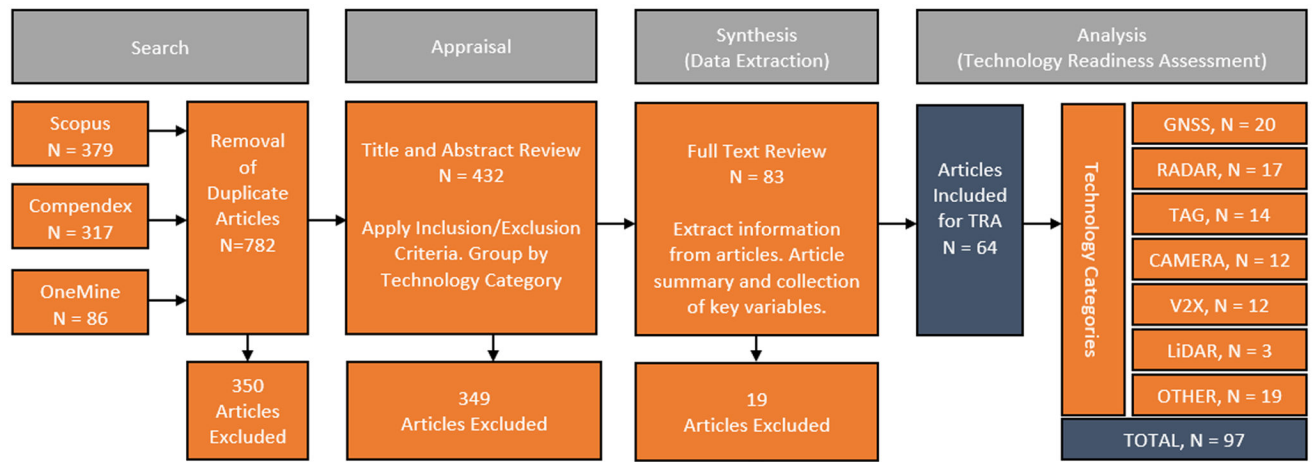 Search
Appraisal
Synthesis
(Data Extraction)
Analysis
(Technology Readiness Assessment)
Scopus
N = 379
Compendex
N = 317
OneMine
N = 86
Removal
of
Duplicate
Articles
N=782
350
Articles
Excluded
Title and Abstract Review
N = 432
Apply Inclusion/Exclusion
Criteria. Group by
Technology Category
349
Articles Excluded
Full Text Review
N = 83
Extract information
from articles. Article
summary and collection
of key variables.
19
Articles Excluded
Articles
Included
for TRA
N = 64
Technology Categories
GNSS, N = 20
RADAR, N = 17
TAG, N = 14
CAMERA, N = 12
V2X, N = 12
LiDAR, N = 3
OTHER, N = 19
TOTAL, N = 97